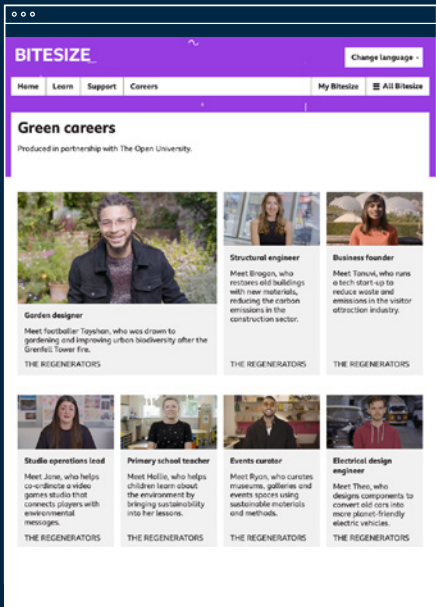 BITESIZE
Change language
Home Learn Support Careers My Bitesize All Bitesize
Green careers
Produced in partnership with The Open University.
Garden designer
Meet footballer Tayshan, who was drawn to
gardening and improving urban biodiversity after the
Grenfell Tower fire.
THE REGENERATORS
Structural engineer
Meet Brogan, who
restores old buildings
with new materials,
reducing the carbon
emissions in the
construction sector.
THE REGENERATORS
Business founder
Meet Tanuvi, who runs
a tech start-up to
reduce waste and
emissions in the visitor
attraction industry.
THE REGENERATORS
Studio operations lead
Meet Jane, who helps
co-ordinate a video
games studio that
connects players with
environmental
messages.
THE REGENERATORS
Primary school teacher
Meet Hollie, who helps
children learn about
the environment by
bringing sustainability
into her lessons.
THE REGENERATORS
Events curator
Meet Ryan, who curates
museums, galleries and
events spaces using
sustainable materials
and methods.
THE REGENERATORS
Electrical design
engineer
Meet Theo, who
designs components to
convert old cars into
more planet-friendly
electric vehicles.
THE REGENERATORS